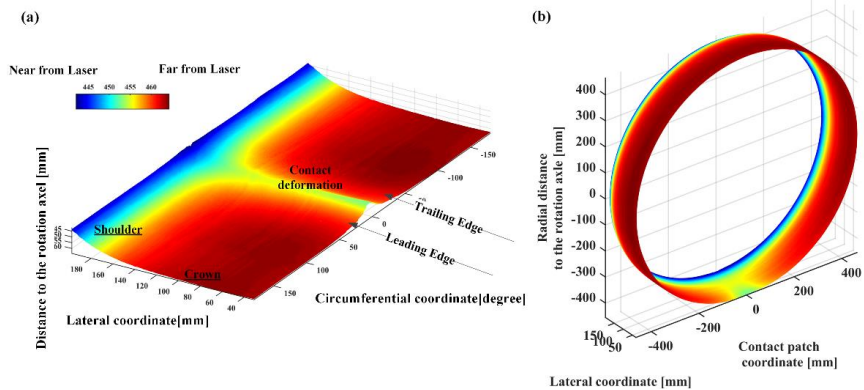 (a)
Near from Laser
Far from Laser
445 450 455 460
Distance to the rotation axel [mm]
Shoulder
Crown
Contact
deformation
Trailing Edge
Leading Edge
180 160 140 120 100 80 60 40
Lateral coordinate[mm]
150 100 50 0 -100 -150
Circumferential coordinate[degree]
(b)
Radial distance
to the rotation axle [mm]
400
300
200
100
0
-100
-200
-300
-400
150
100
50
Lateral coordinate [mm]
-400 -200 0 200 400
Contact patch
coordinate [mm]